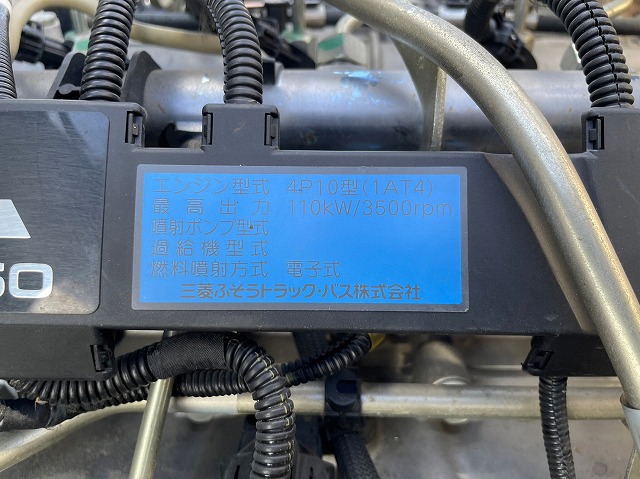 エンジン型式 4P10型(1AT4)
最高出力 110kW/3500rpm
噴射ポンプ型式
過給機型式
燃料噴射方式 電子式
三菱ふそうトラック・バス株式会社
50